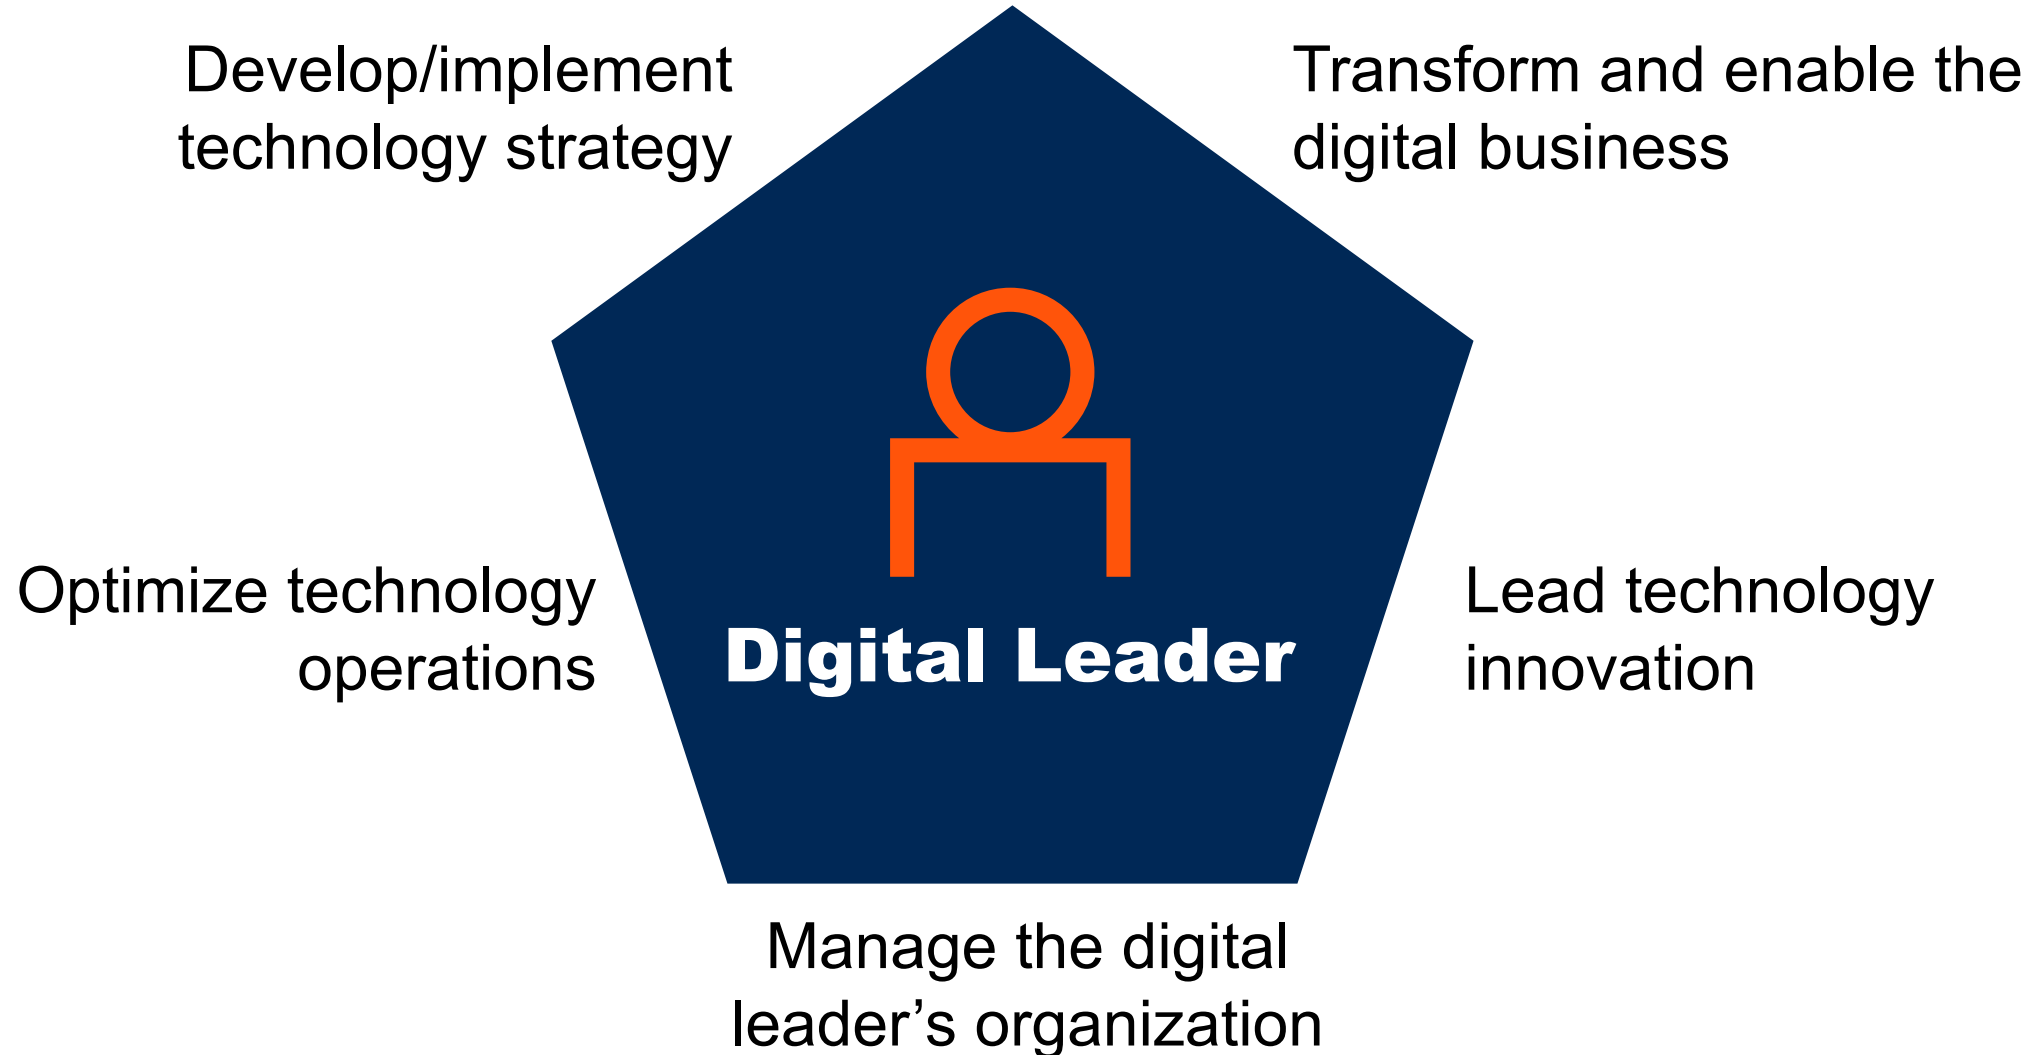 Develop/implement
technology strategy
Transform and enable the
digital business
Optimize technology
operations
Digital Leader
Lead technology
innovation
Manage the digital
leader’s organization